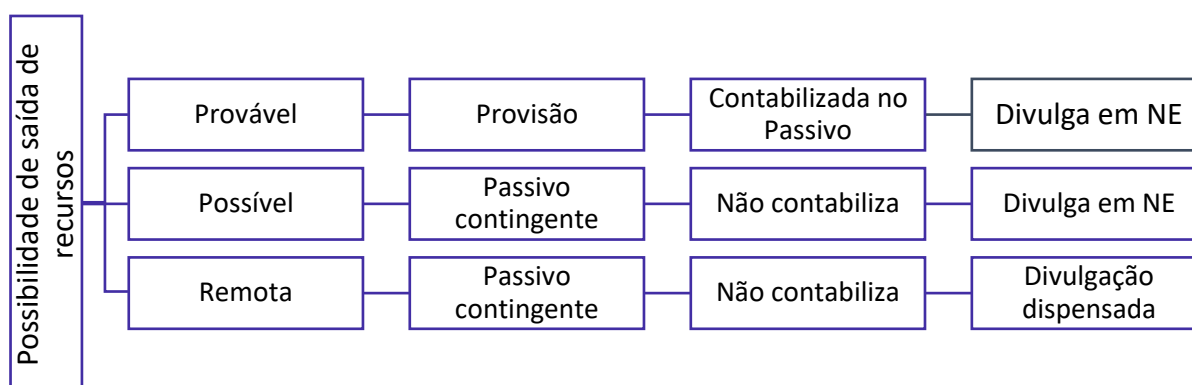 Possibilidade de saída de
recursos
Provável
Provisão
Contabilizada no
Passivo
Divulga em NE
Possível
Passivo
contingente
Não contabiliza
Divulga em NE
Remota
Passivo
contingente
Não contabiliza
Divulgação
dispensada